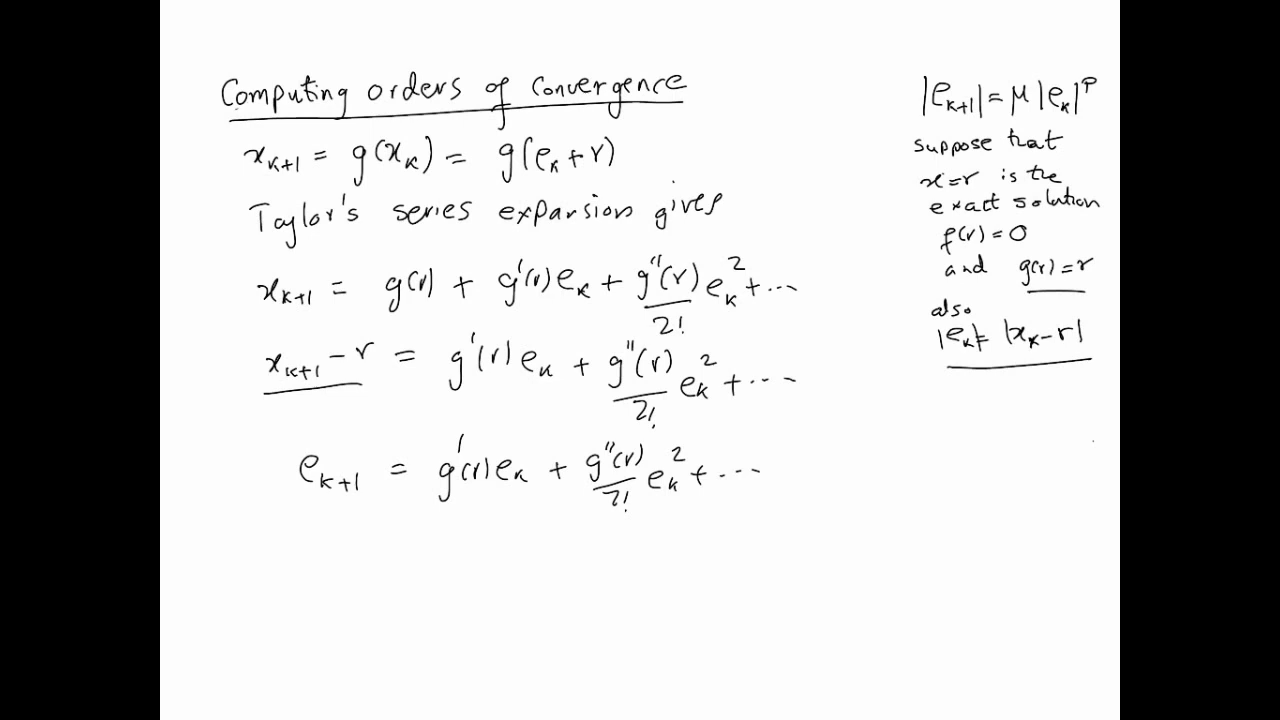 Computing orders of convergence
x_{k+1} = g(x_k) = g(e_k + r)
Taylor's series expansion gives
x_{k+1} = g(r) + g'(r)e_k + g''(r)/2! e_k^2 + ...
x_{k+1} - r = g'(r)e_k + g''(r)/2! e_k^2 + ...
e_{k+1} = g'(r)e_k + g''(r)/2! e_k^2 + ...
|e_{k+1}| = μ|e_k|^p
suppose that
x=r is the
exact solution
f(r) = 0
and g(r) = r
also
|e_k| = |x_k - r|